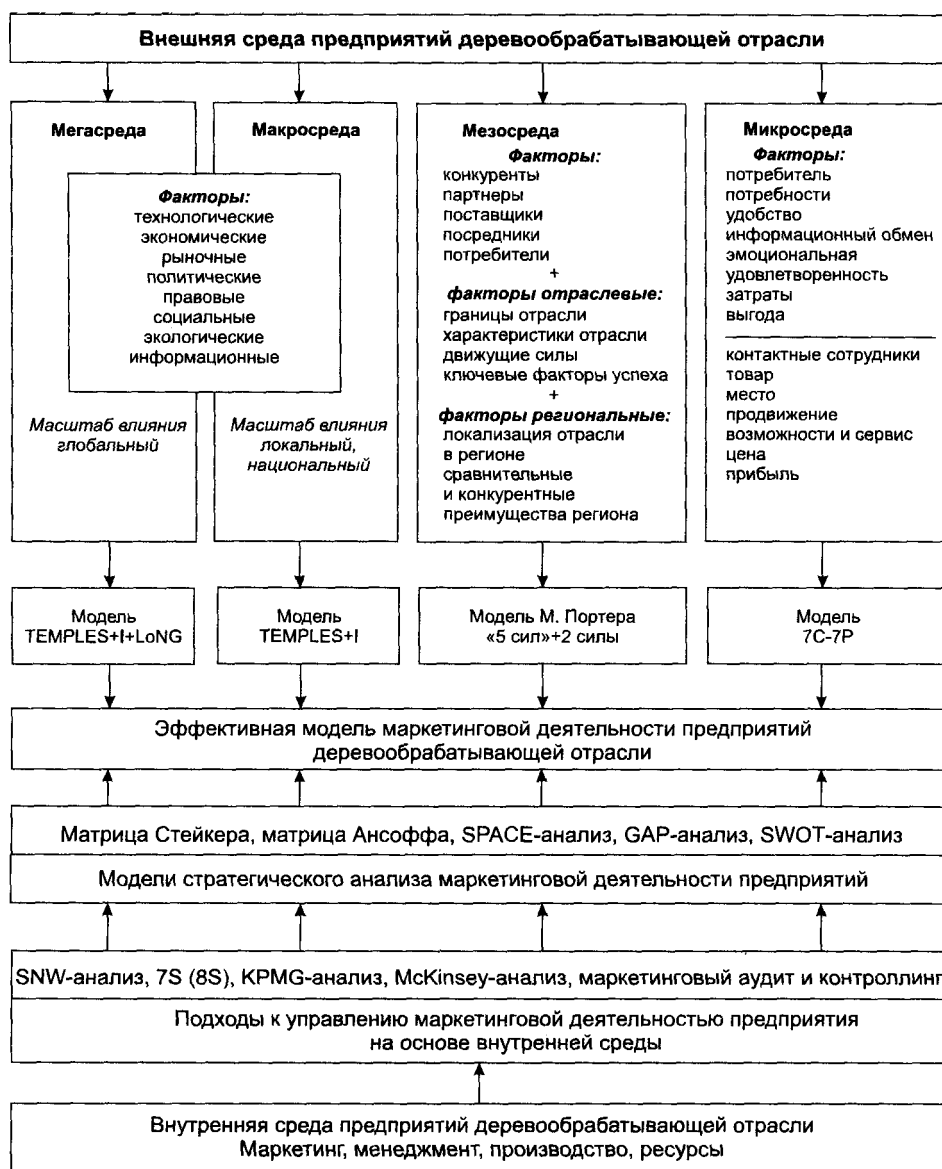 Внешняя среда предприятий деревообрабатывающей отрасли
Мегасреда
Макросреда
Факторы:
технологические
экономические
рыночные
политические
правовые
социальные
экологические
информационные
Масштаб влияния
глобальный
Масштаб влияния
локальный,
национальный
Мезосреда
Факторы:
конкуренты
партнеры
поставщики
посредники
потребители
+
факторы отраслевые:
границы отрасли
характеристики отрасли
движущие силы
ключевые факторы успеха
+
факторы региональные:
локализация отрасли
в регионе
сравнительные
и конкурентные
преимущества региона
Микросреда
Факторы:
потребитель
потребности
удобство
информационный обмен
эмоциональная
удовлетворенность
затраты
выгода
контактные сотрудники
товар
место
продвижение
возможности и сервис
цена
прибыль
Модель
TEMPLES+I+LoNG
Модель
TEMPLES+I
Модель М. Портера
«5 сил»+2 силы
Модель
7С-7Р
Эффективная модель маркетинговой деятельности предприятий
деревообрабатывающей отрасли
Матрица Стейкера, матрица Ансоффа, SPACE-анализ, GAP-анализ, SWOT-анализ
Модели стратегического анализа маркетинговой деятельности предприятий
SNW-анализ, 7S (8S), KPMG-анализ, McKinsey-анализ, маркетинговый аудит и контроллинг
Подходы к управлению маркетинговой деятельностью предприятия
на основе внутренней среды
Внутренняя среда предприятий деревообрабатывающей отрасли
Маркетинг, менеджмент, производство, ресурсы